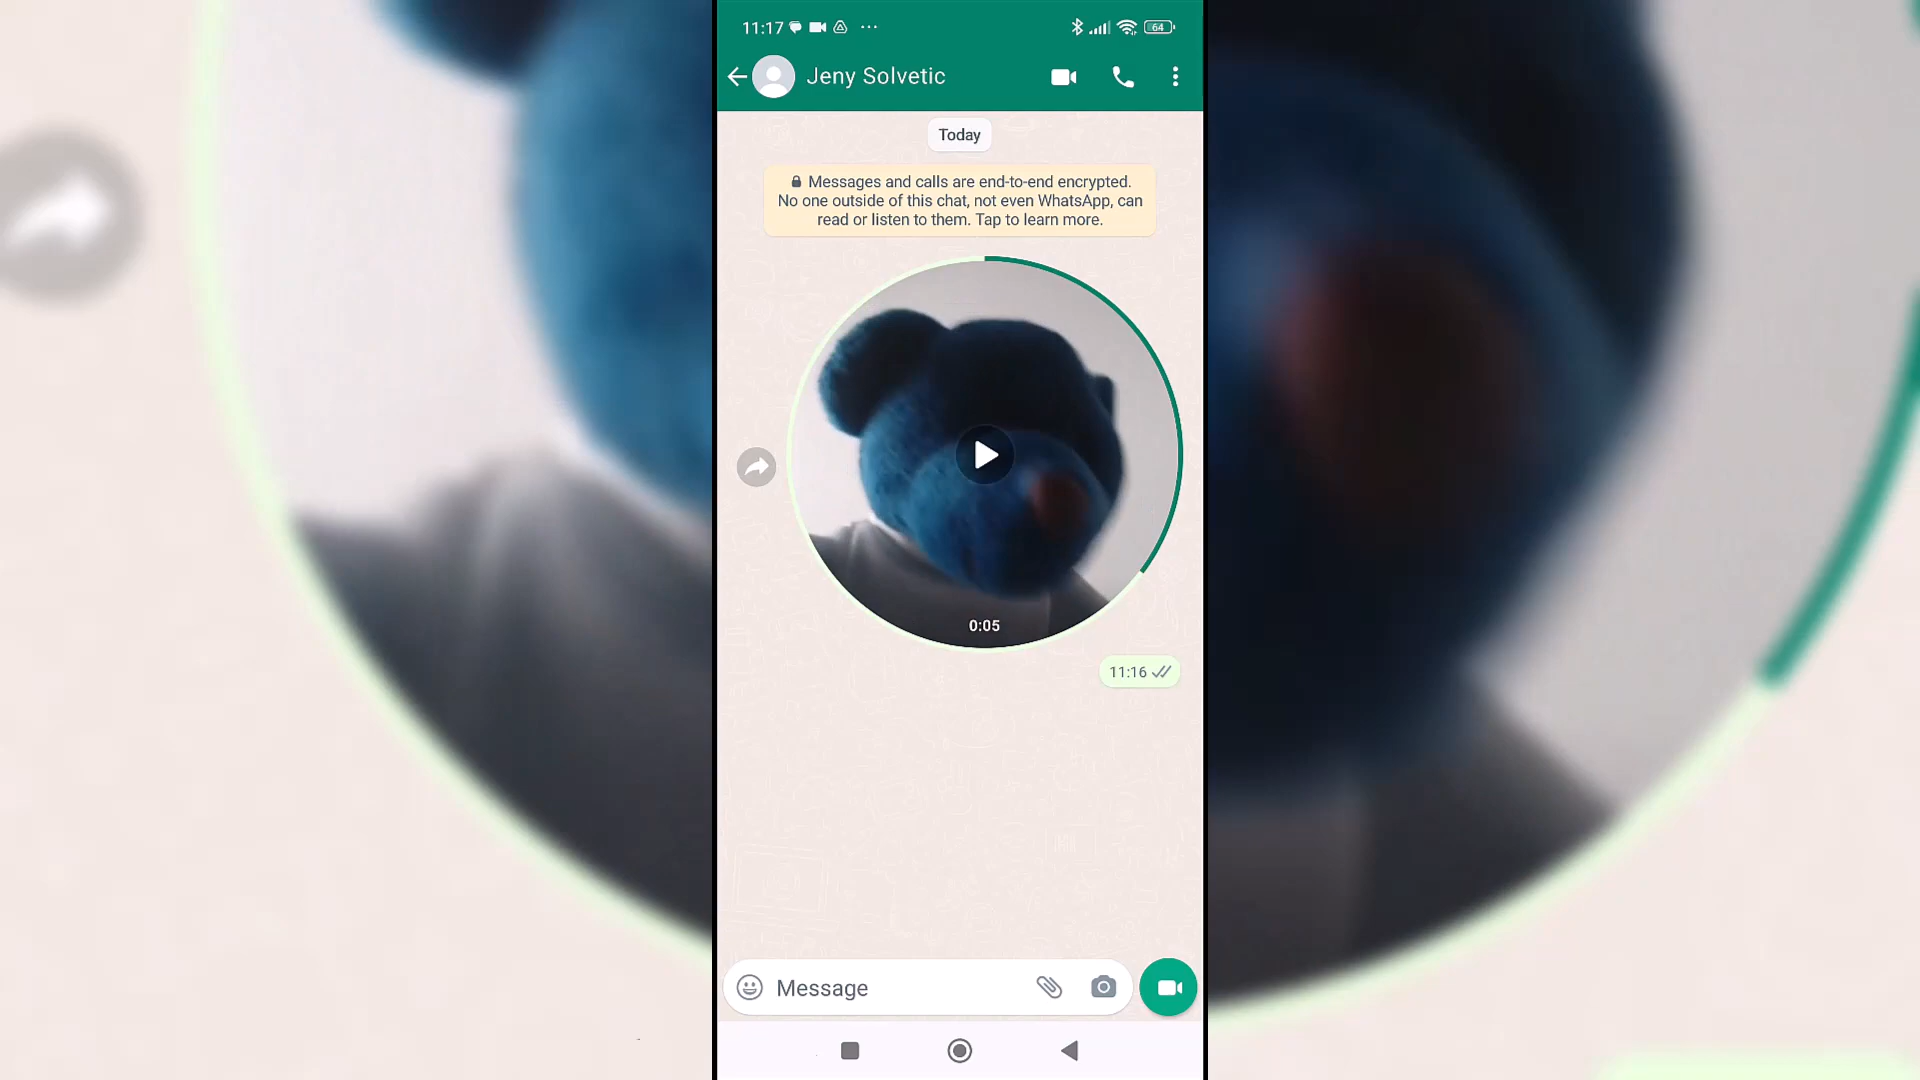 11:17
64
Jeny Solvetic
Today
Messages and calls are end-to-end encrypted.
No one outside of this chat, not even WhatsApp, can
read or listen to them. Tap to learn more.
0:05
11:16
Message